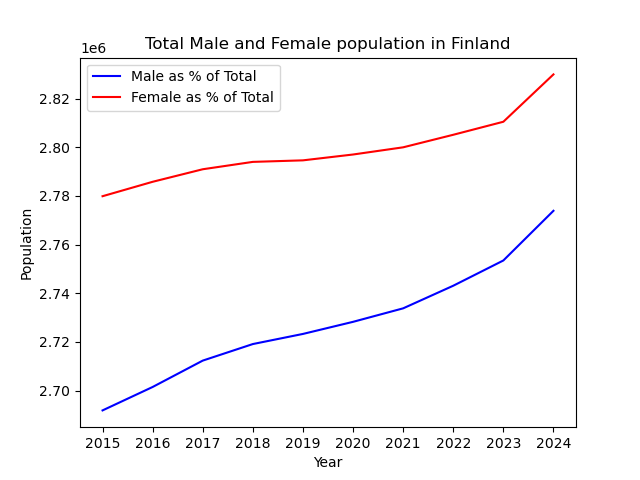 Total Male and Female population in Finland
1e6
Male as % of Total
Female as % of Total
2.82
2.80
2.78
2.76
2.74
2.72
2.70
Population
2015 2016 2017 2018 2019 2020 2021 2022 2023 2024
Year